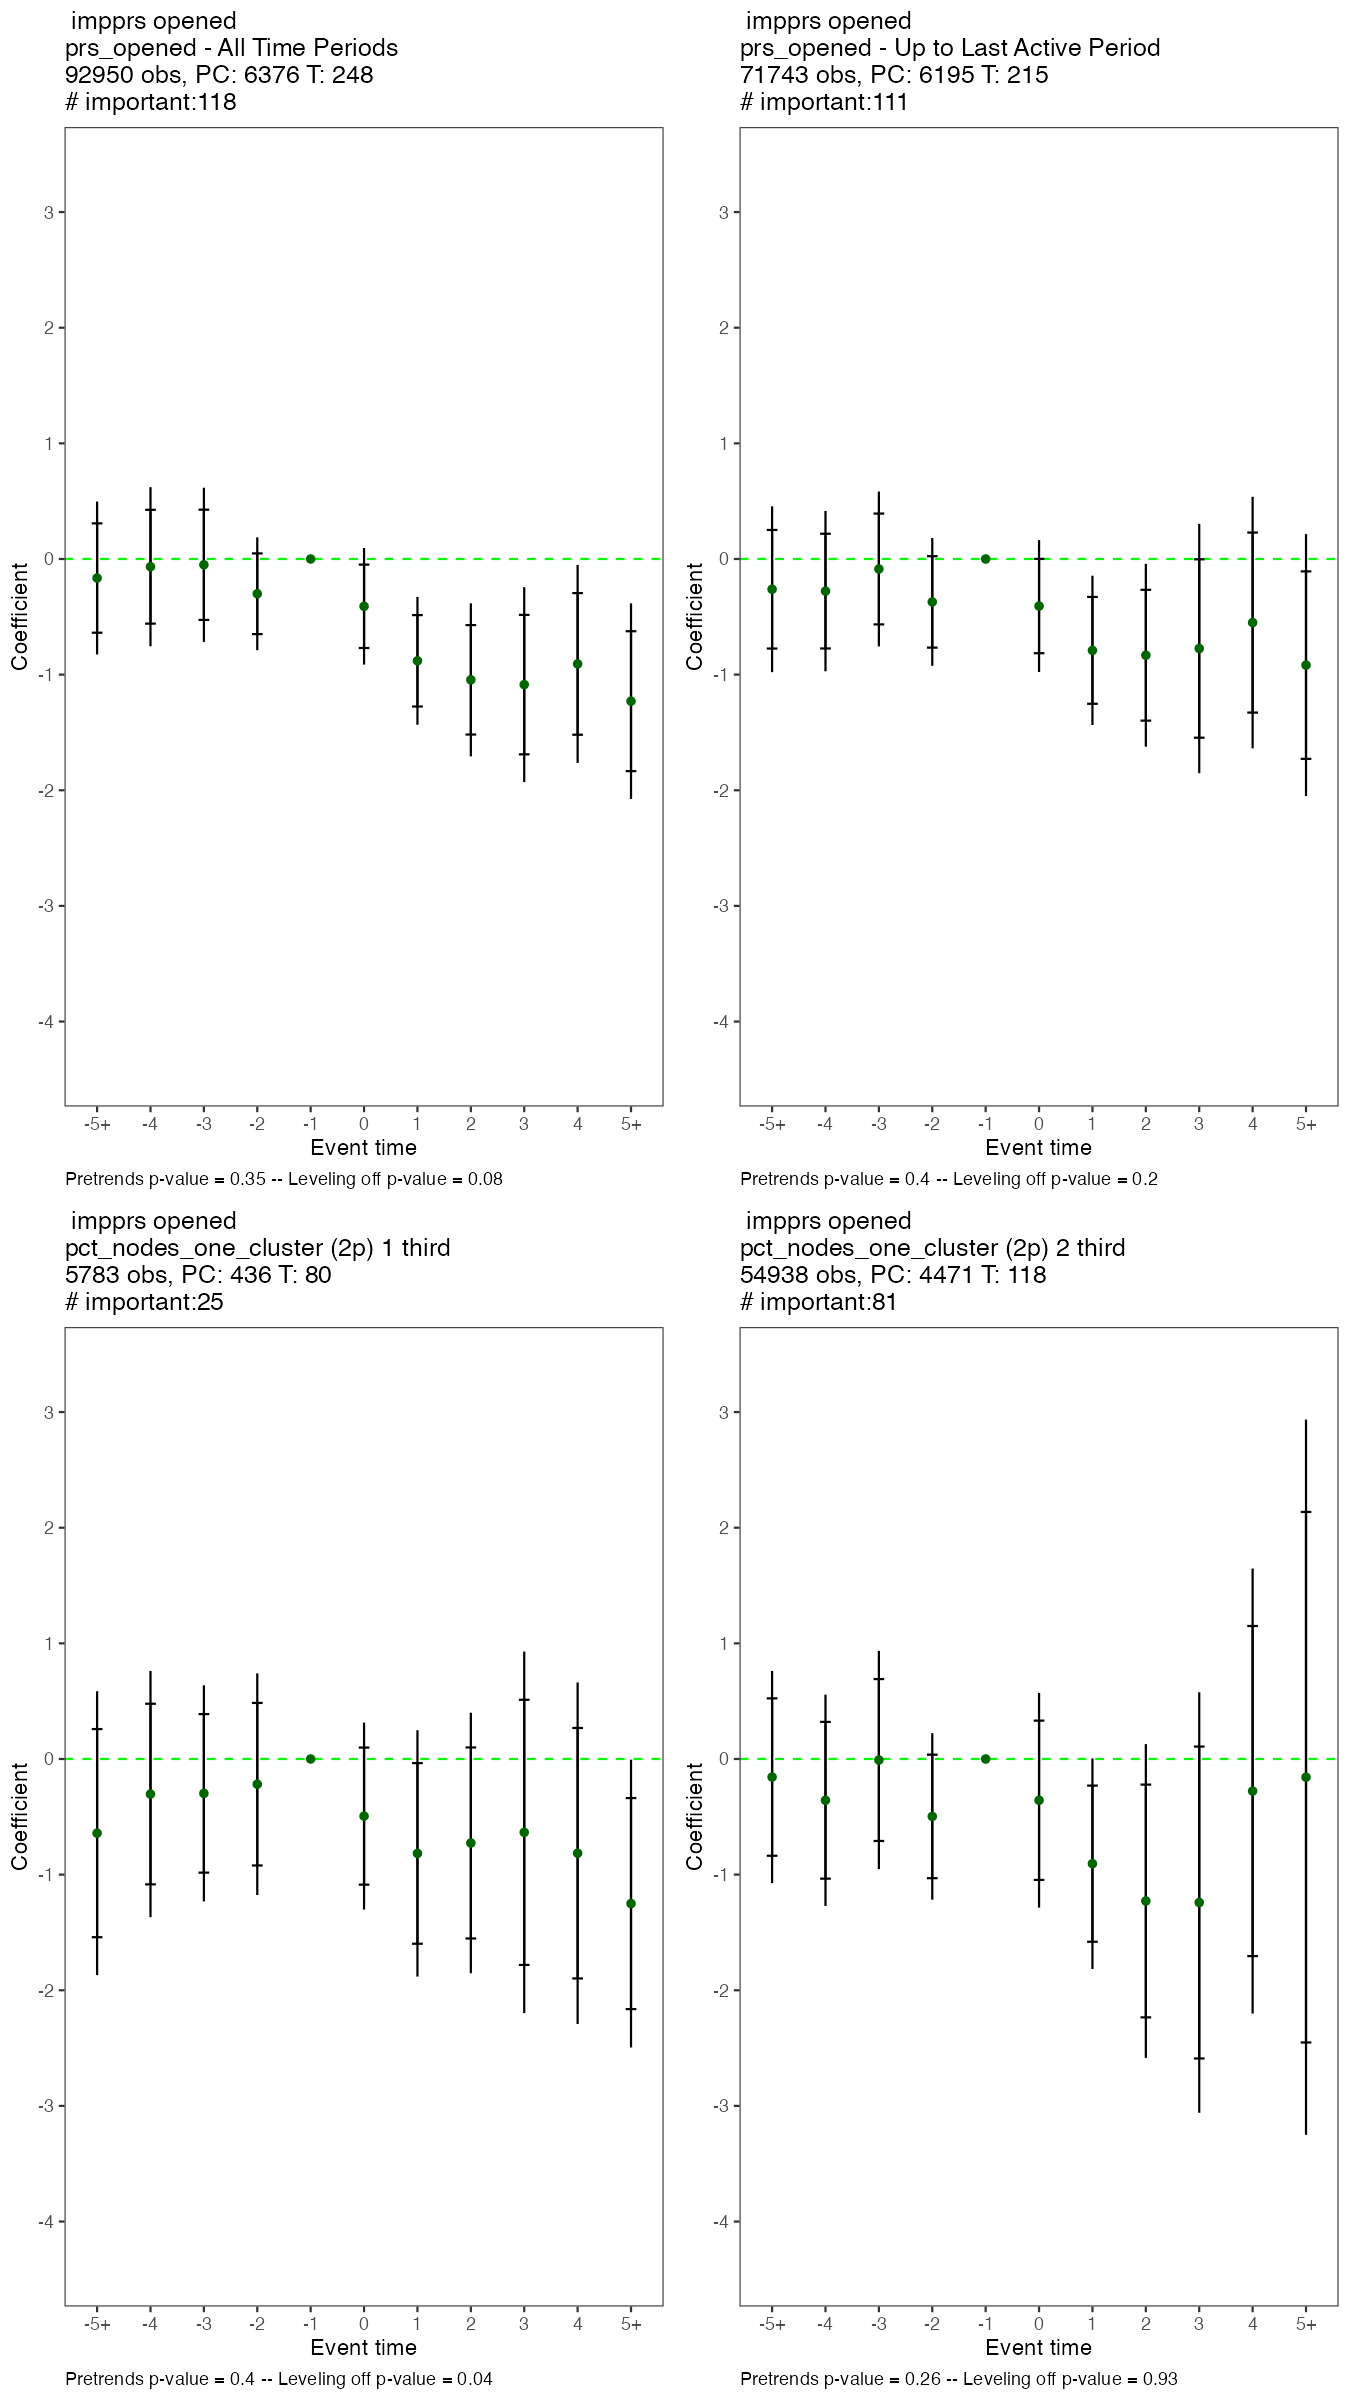 impprs opened
prs_opened - All Time Periods
92950 obs, PC: 6376 T: 248
# important:118
3
2
1
0
-1
-2
-3
-4
Coefficient
-5+ -4 -3 -2 -1 0 1 2 3 4 5+
Event time
Pretrends p-value = 0.35 -- Leveling off p-value = 0.08
impprs opened
prs_opened - Up to Last Active Period
71743 obs, PC: 6195 T: 215
# important:111
3
2
1
0
-1
-2
-3
-4
Coefficient
-5+ -4 -3 -2 -1 0 1 2 3 4 5+
Event time
Pretrends p-value = 0.4 -- Leveling off p-value = 0.2
impprs opened
pct_nodes_one_cluster (2p) 1 third
5783 obs, PC: 436 T: 80
# important:25
3
2
1
0
-1
-2
-3
-4
Coefficient
-5+ -4 -3 -2 -1 0 1 2 3 4 5+
Event time
Pretrends p-value = 0.4 -- Leveling off p-value = 0.04
impprs opened
pct_nodes_one_cluster (2p) 2 third
54938 obs, PC: 4471 T: 118
# important:81
3
2
1
0
-1
-2
-3
-4
Coefficient
-5+ -4 -3 -2 -1 0 1 2 3 4 5+
Event time
Pretrends p-value = 0.26 -- Leveling off p-value = 0.93